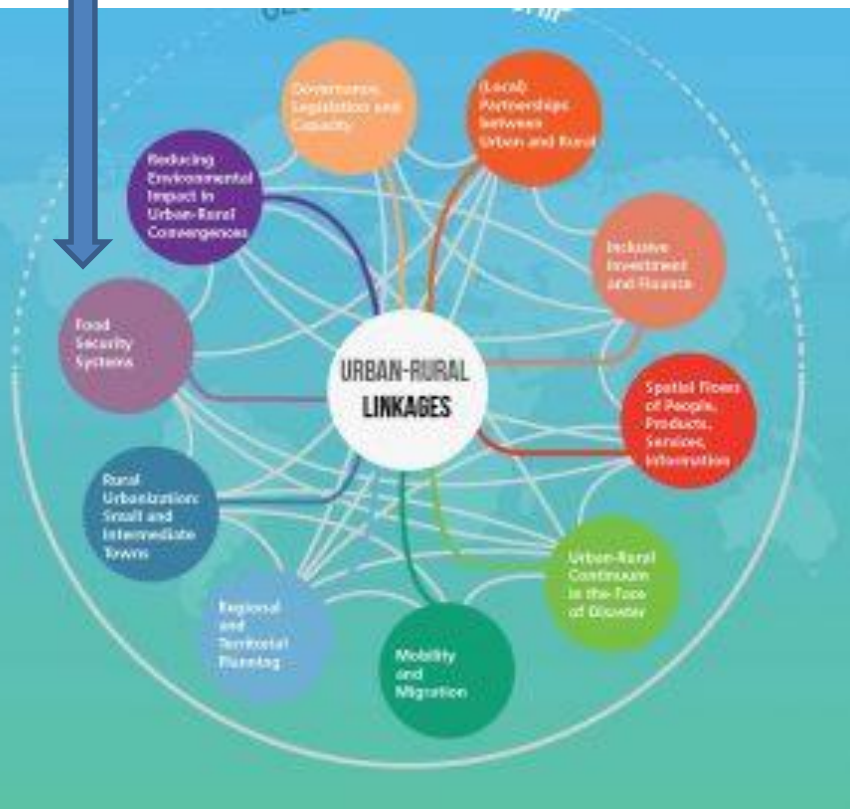 Governance,
Legislation and
Capacity
(Local)
Partnerships
between
Urban and Rural
Reducing
Environmental
Impact in
Urban-Rural
Convergences
Inclusive
Investment
and Finance
Food
Security
Systems
URBAN-RURAL
LINKAGES
Spatial Flows
of People,
Products,
Services,
Information
Rural
Urbanization:
Small and
Intermediate
Towns
Urban-Rural
Continuum
in the Face
of Disaster
Regional
and
Territorial
Planning
Mobility
and
Migration